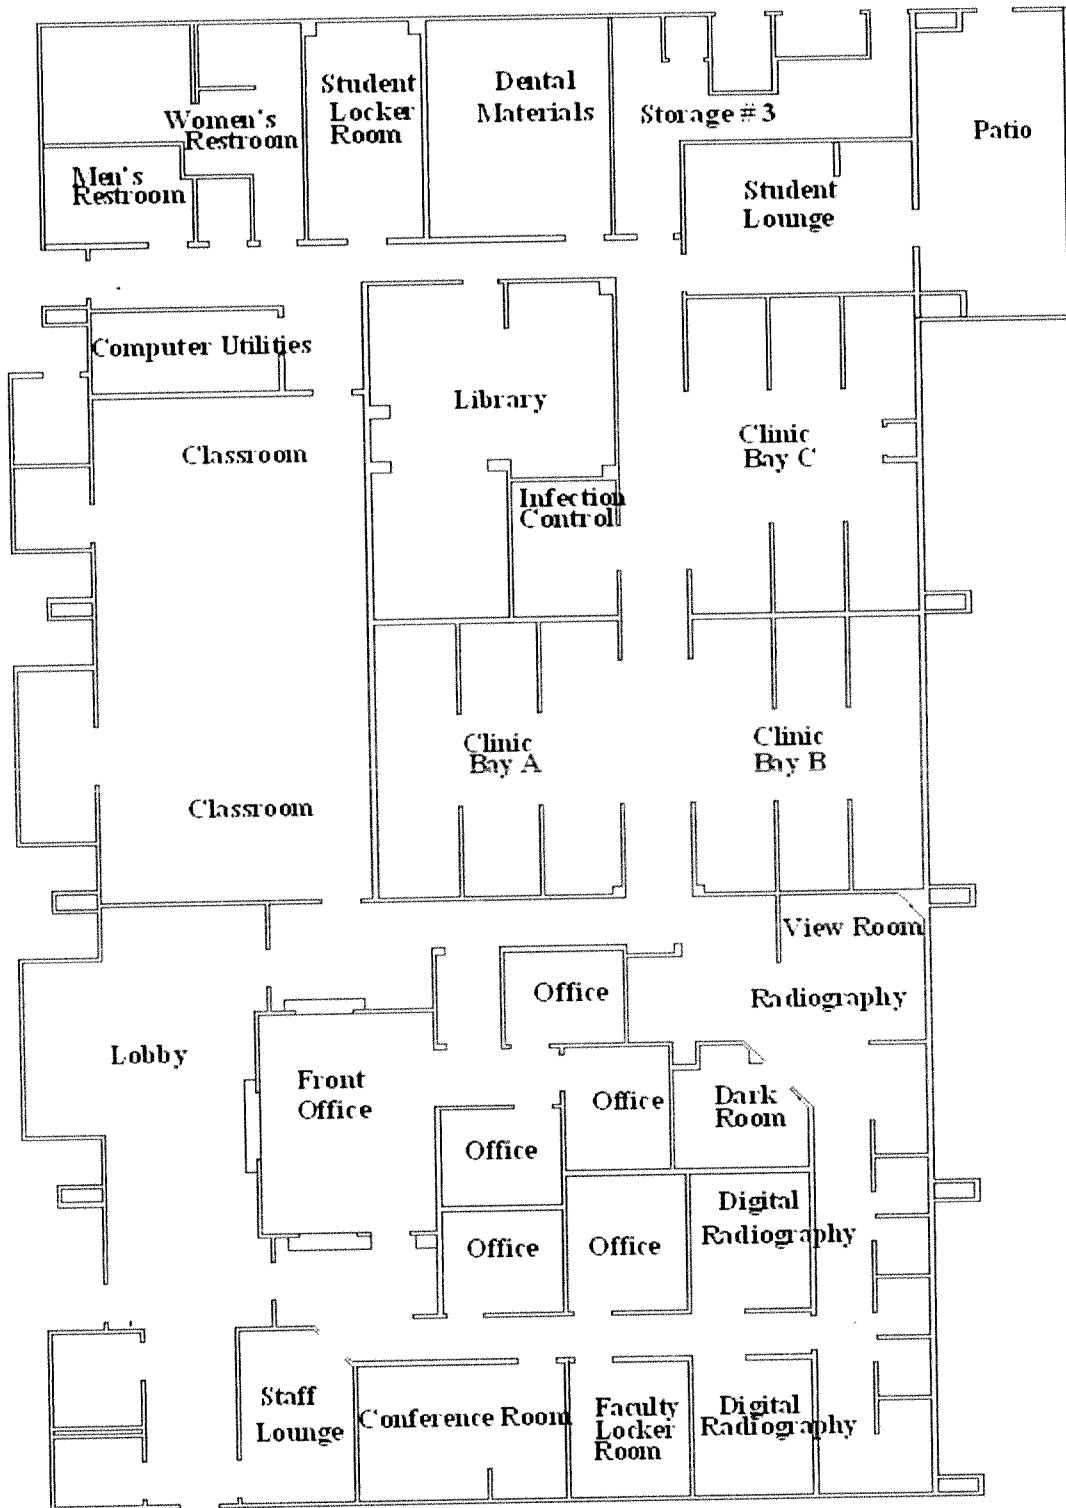 Women's
Restroom
Men's
Restroom
Student
Locker
Room
Dental
Materials
Storage #3
Patio
Student
Lounge
Computer Utilities
Library
Classroom
Clinic
Bay C
Infection
Control
Clinic
Bay A
Clinic
Bay B
Classroom
View Room
Office
Radiography
Lobby
Front
Office
Office
Dark
Room
Office
Digital
Radiography
Office
Office
Staff
Lounge
Conference Room
Faculty
Locker
Room
Digital
Radiography